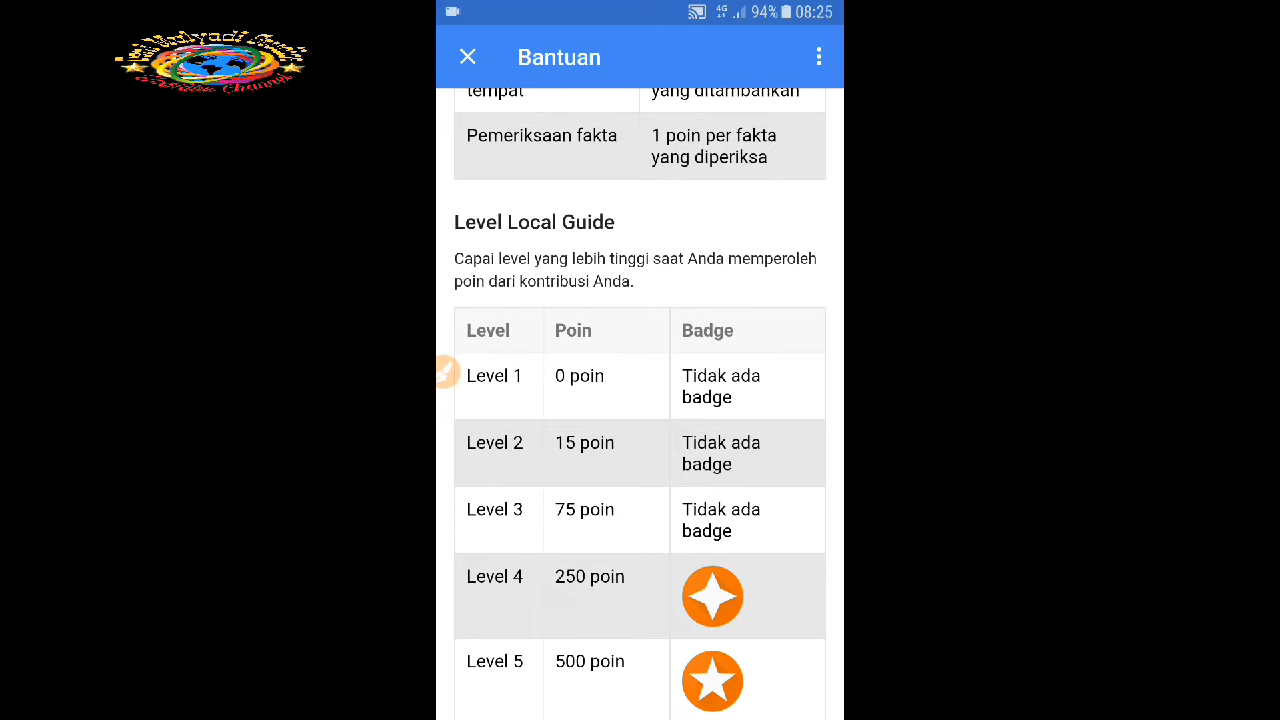 4G 94% 08:25
Bantuan
tempat
yang ditambahkan
Pemeriksaan fakta
1 poin per fakta
yang diperiksa
Level Local Guide
Capai level yang lebih tinggi saat Anda memperoleh
poin dari kontribusi Anda.
Level Poin Badge
Level 1 0 poin Tidak ada
badge
Level 2 15 poin Tidak ada
badge
Level 3 75 poin Tidak ada
badge
Level 4 250 poin
Level 5 500 poin